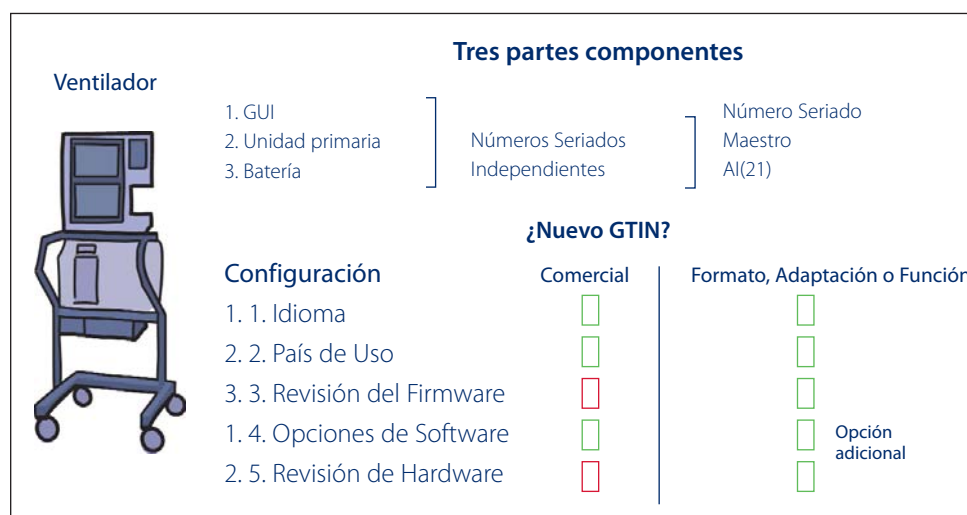 Tres partes componentes
Ventilador
1. GUI
2. Unidad primaria
3. Batería
Números Seriados
Independientes
Número Seriado
Maestro
AI(21)
¿Nuevo GTIN?
Configuración
Comercial
Formato, Adaptación o Función
1. 1. Idioma
2. 2. País de Uso
3. 3. Revisión del Firmware
1. 4. Opciones de Software
Opción
adicional
2. 5. Revisión de Hardware